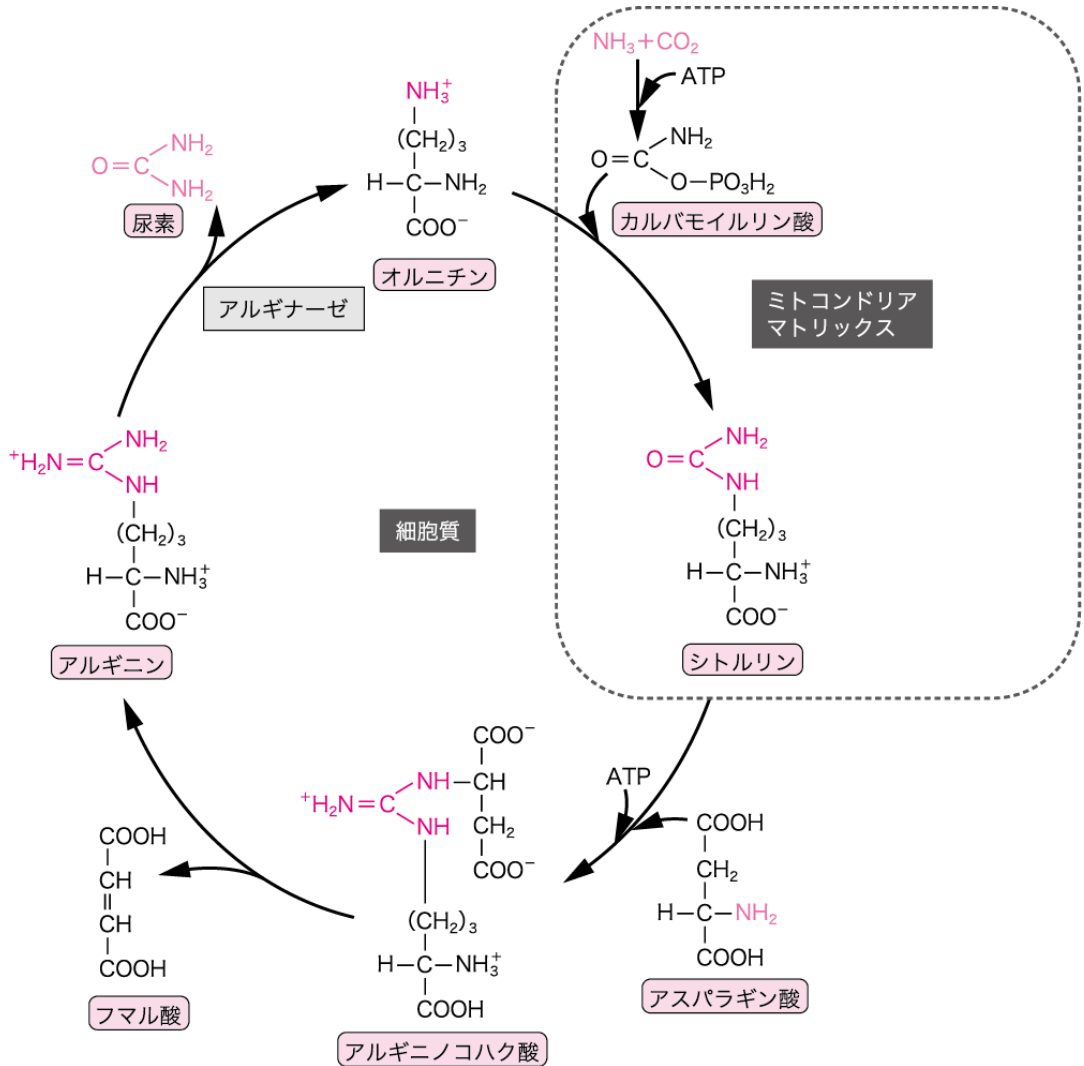 NH₃+CO₂
ATP
NH₃⁺
(CH₂)₃
H–C–NH₂
COO⁻
オルニチン
NH₂
O=C
NH₂
尿素
NH₂
O=C
O–PO₃H₂
カルバモイルリン酸
アルギナーゼ
ミトコンドリア
マトリックス
NH₂
⁺H₂N=C
NH
(CH₂)₃
H–C–NH₃⁺
COO⁻
アルギニン
細胞質
NH₂
O=C
NH
(CH₂)₃
H–C–NH₃⁺
COO⁻
シトルリン
COO⁻
NH–CH
⁺H₂N=C
NH
CH₂
COO⁻
(CH₂)₃
H–C–NH₃⁺
COOH
アルギニノコハク酸
ATP
COOH
CH₂
H–C–NH₂
COOH
アスパラギン酸
COOH
CH
CH
COOH
フマル酸